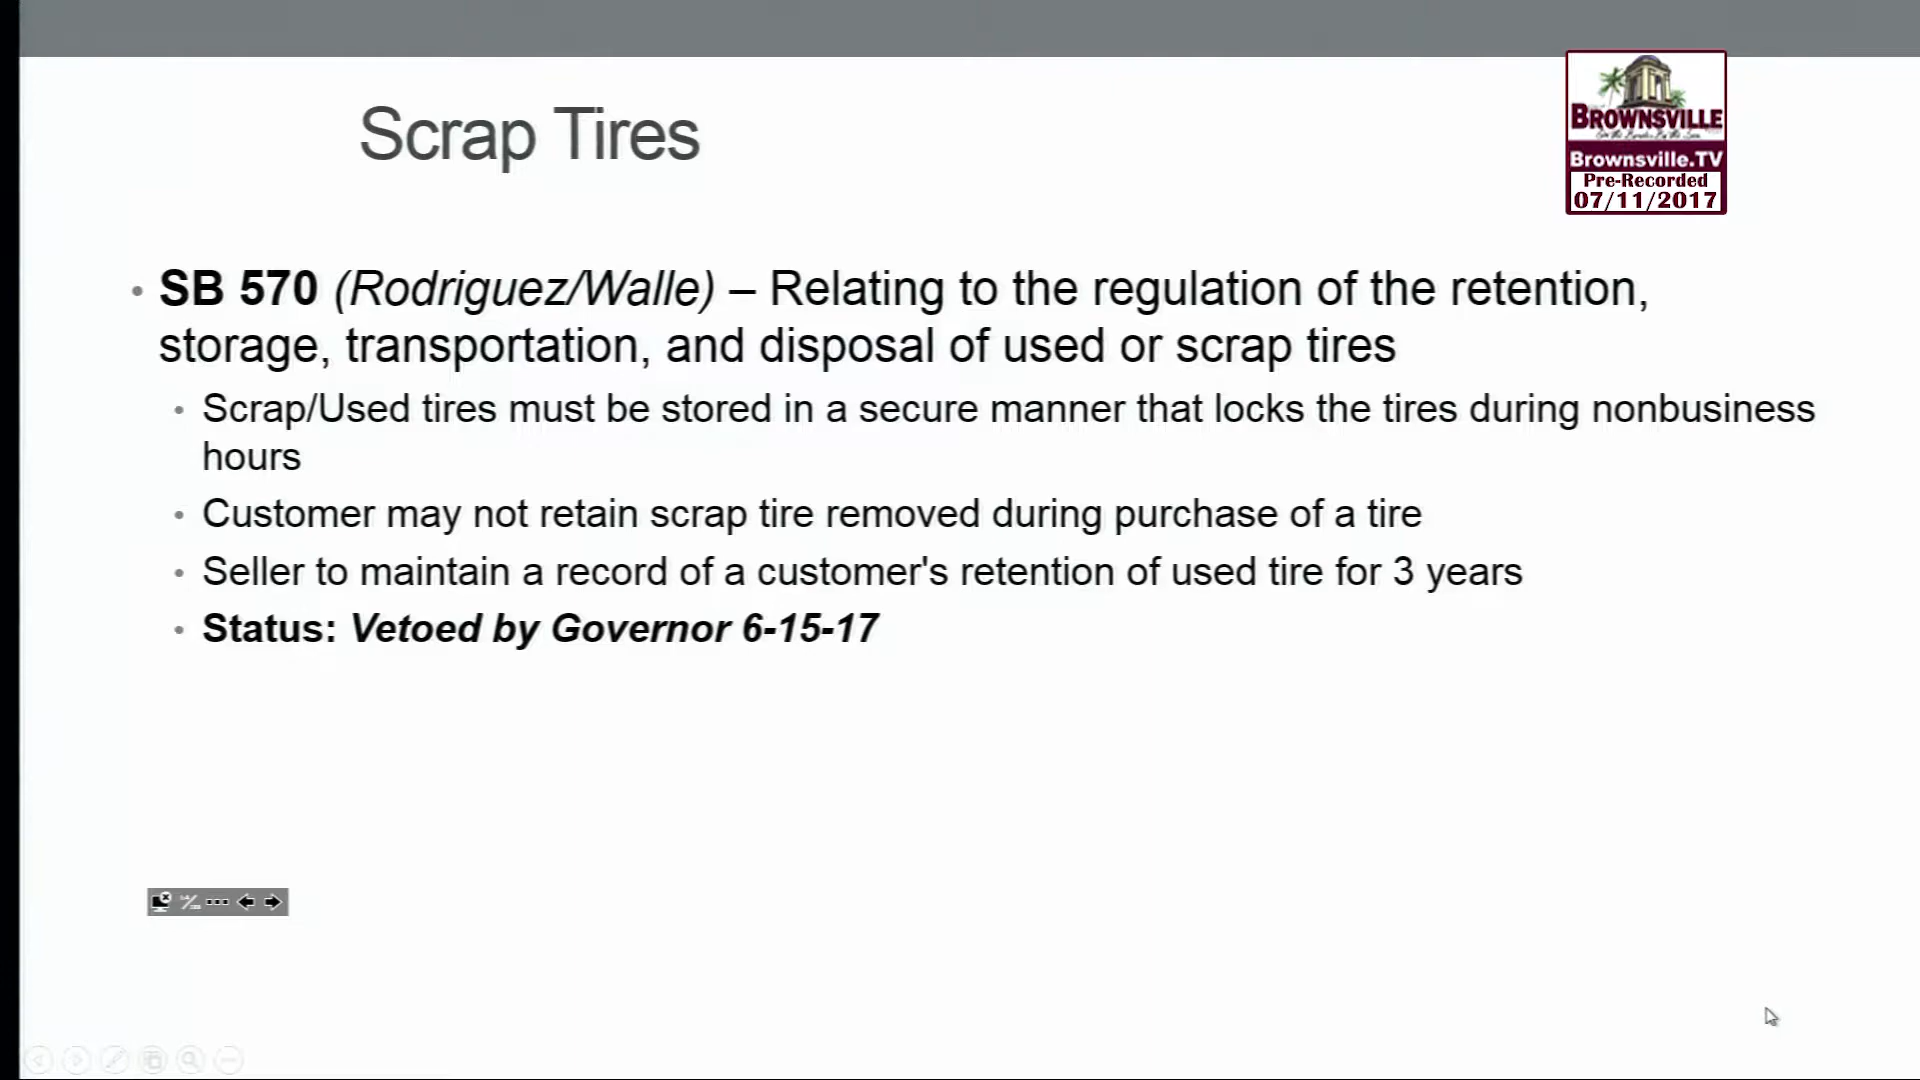 Scrap Tires
BROWNSVILLE
Brownsville.TV
Pre-Recorded
07/11/2017
• SB 570 (Rodriguez/Walle) – Relating to the regulation of the retention,
storage, transportation, and disposal of used or scrap tires
• Scrap/Used tires must be stored in a secure manner that locks the tires during nonbusiness
hours
• Customer may not retain scrap tire removed during purchase of a tire
• Seller to maintain a record of a customer's retention of used tire for 3 years
• Status: Vetoed by Governor 6-15-17